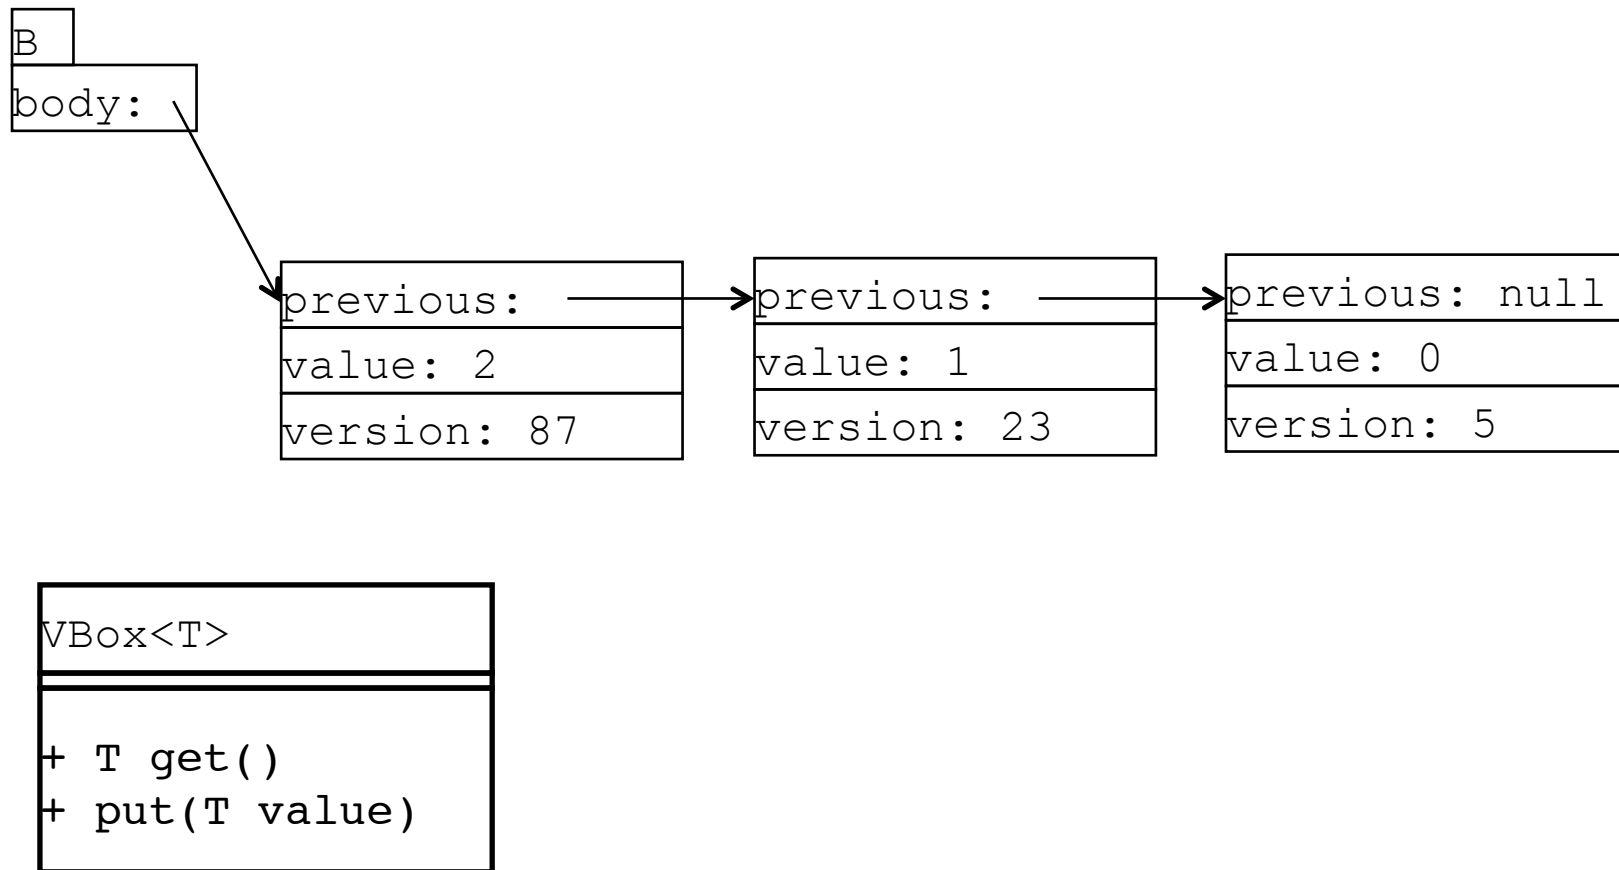 B
body:
previous:
value: 2
version: 87
previous:
value: 1
version: 23
previous: null
value: 0
version: 5
VBox<T>
+ T get()
+ put(T value)